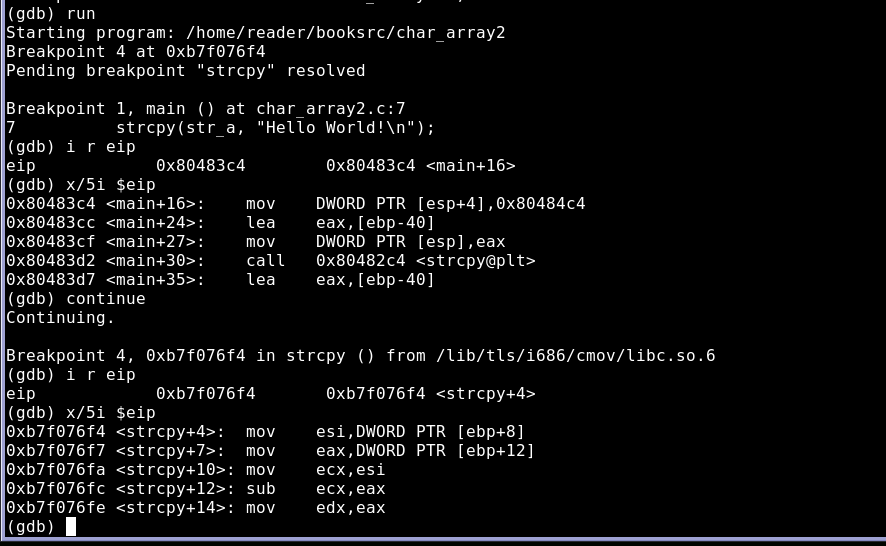 (gdb) run
Starting program: /home/reader/booksrc/char_array2
Breakpoint 4 at 0xb7f076f4
Pending breakpoint "strcpy" resolved

Breakpoint 1, main () at char_array2.c:7
7          strcpy(str_a, "Hello World!\n");
(gdb) i r eip
eip            0x80483c4        0x80483c4 <main+16>
(gdb) x/5i $eip
0x80483c4 <main+16>:    mov    DWORD PTR [esp+4],0x80484c4
0x80483cc <main+24>:    lea    eax,[ebp-40]
0x80483cf <main+27>:    mov    DWORD PTR [esp],eax
0x80483d2 <main+30>:    call   0x80482c4 <strcpy@plt>
0x80483d7 <main+35>:    lea    eax,[ebp-40]
(gdb) continue
Continuing.

Breakpoint 4, 0xb7f076f4 in strcpy () from /lib/tls/i686/cmov/libc.so.6
(gdb) i r eip
eip            0xb7f076f4       0xb7f076f4 <strcpy+4>
(gdb) x/5i $eip
0xb7f076f4 <strcpy+4>:  mov    esi,DWORD PTR [ebp+8]
0xb7f076f7 <strcpy+7>:  mov    eax,DWORD PTR [ebp+12]
0xb7f076fa <strcpy+10>: mov    ecx,esi
0xb7f076fc <strcpy+12>: sub    ecx,eax
0xb7f076fe <strcpy+14>: mov    edx,eax
(gdb)